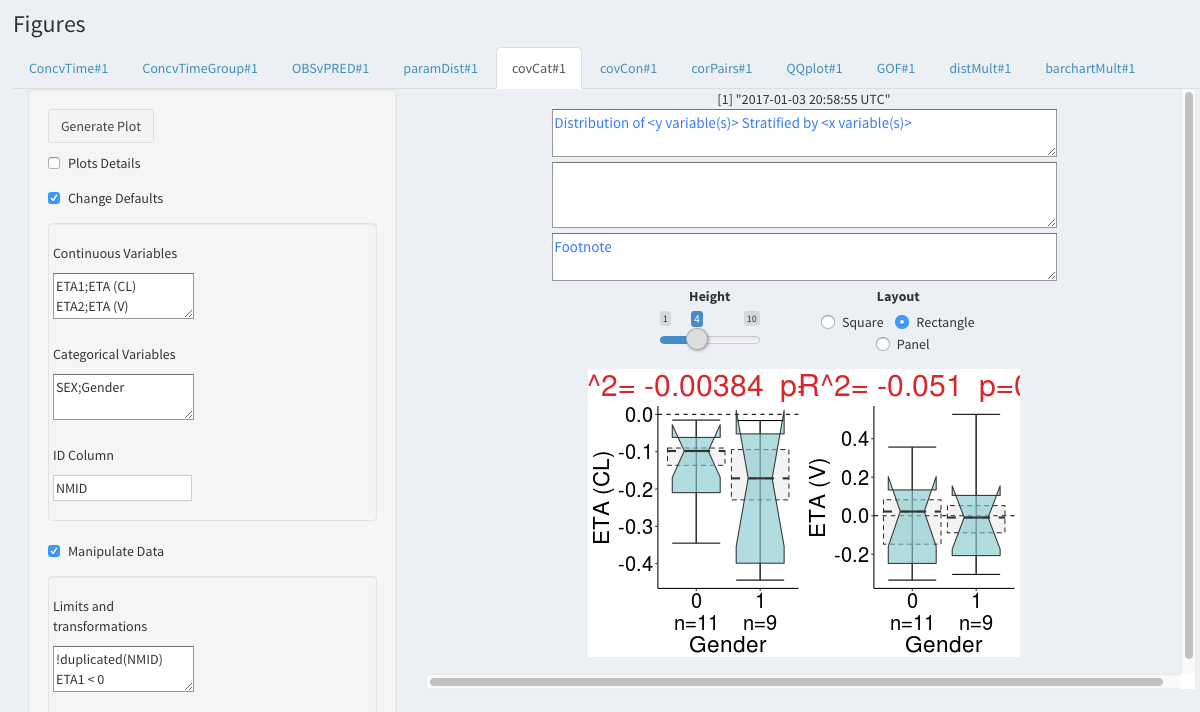 Figures
ConcvTime#1 ConcvTimeGroup#1 OBSvPRED#1 paramDist#1 covCat#1 covCon#1 corPairs#1 QQplot#1 GOF#1 distMult#1 barchartMult#1
Generate Plot
Plots Details
Change Defaults
Continuous Variables
ETA1;ETA (CL)
ETA2;ETA (V)
Categorical Variables
SEX;Gender
ID Column
NMID
Manipulate Data
Limits and
transformations
!duplicated(NMID)
ETA1 < 0
[1] "2017-01-03 20:58:55 UTC"
Distribution of <y variable(s)> Stratified by <x variable(s)>
Footnote
Height
1 4 10
Layout
Square Rectangle
Panel
^2= -0.00384 p
R^2= -0.051 p=
ETA (CL)
0.0
-0.1
-0.2
-0.3
-0.4
0 1
n=11 n=9
Gender
ETA (V)
0.4
0.2
0.0
-0.2
0 1
n=11 n=9
Gender